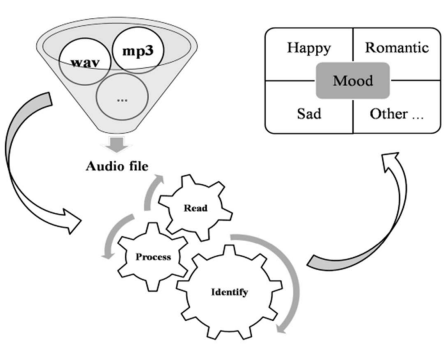 wav
mp3
...
Audio file
Read
Process
Identify
Happy
Romantic
Mood
Sad
Other ...